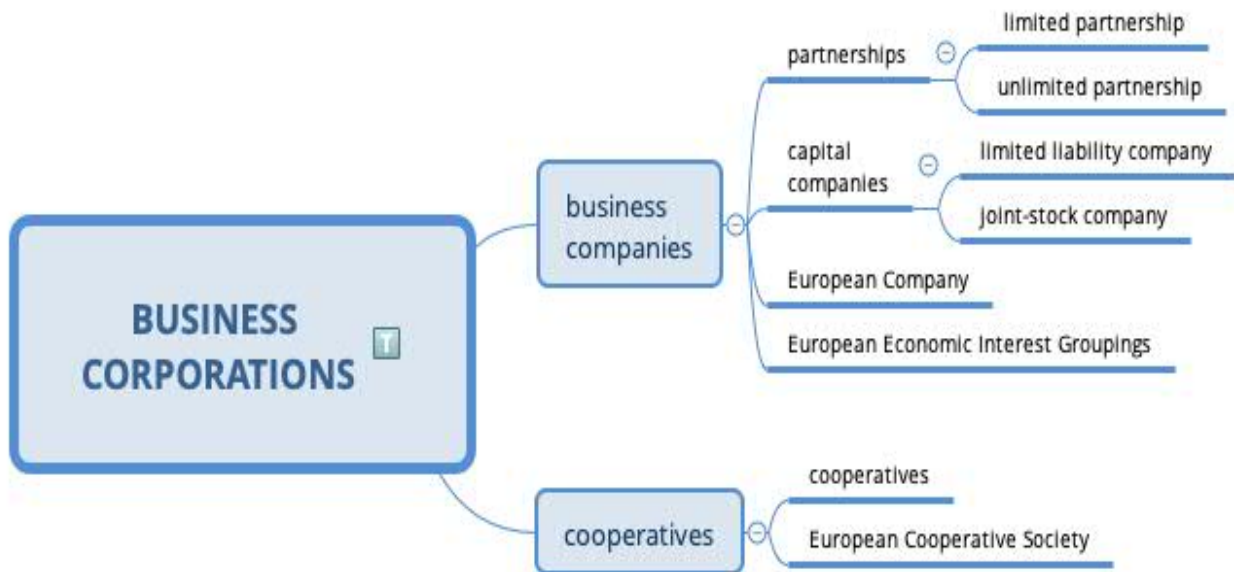 BUSINESS
CORPORATIONS
T
business
companies
partnerships
limited partnership
unlimited partnership
capital
companies
limited liability company
joint-stock company
European Company
European Economic Interest Groupings
cooperatives
cooperatives
European Cooperative Society